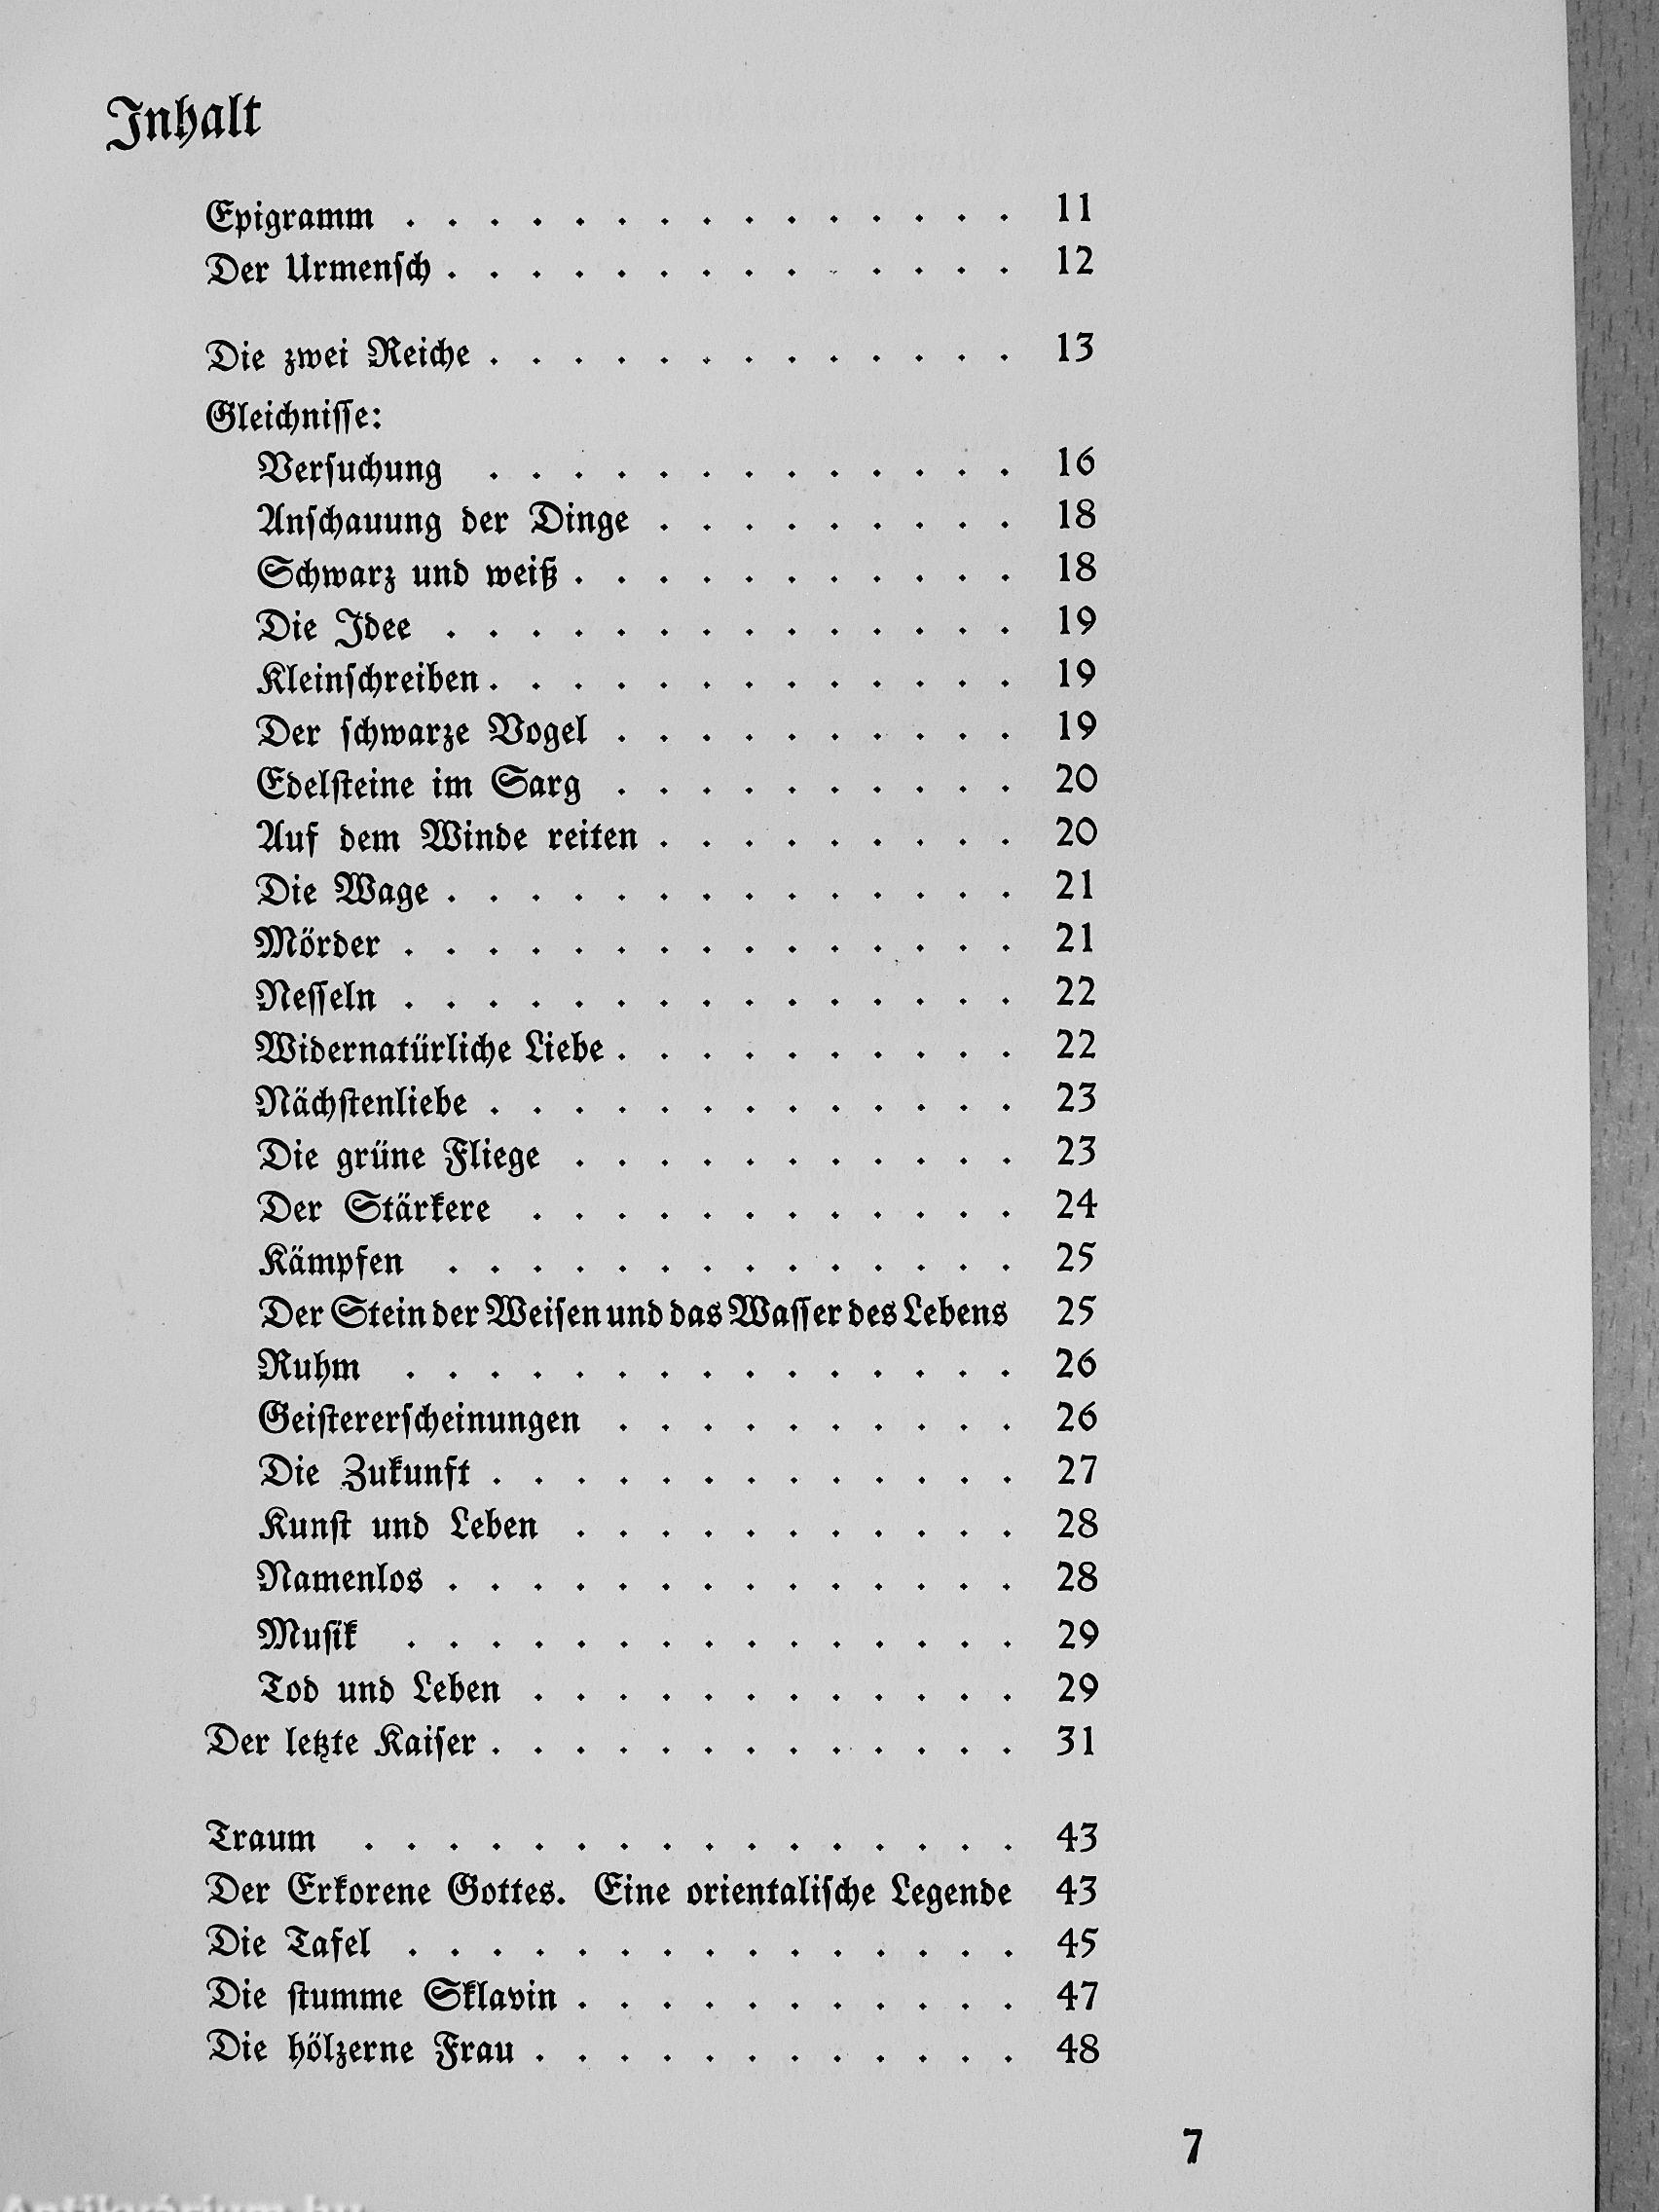 Inhalt
Epigramm . . . . . . . . . . . . . . . 11
Der Urmensch . . . . . . . . . . . . . . 12
Die zwei Reiche . . . . . . . . . . . . . 13
Gleichniſſe:
Verſuchung . . . . . . . . . . . . . 16
Anſchauung der Dinge . . . . . . . . . 18
Schwarz und weiß . . . . . . . . . . . 18
Die Idee . . . . . . . . . . . . . . 19
Kleinſchreiben . . . . . . . . . . . . . 19
Der ſchwarze Vogel . . . . . . . . . . 19
Edelſteine im Sarg . . . . . . . . . . 20
Auf dem Winde reiten . . . . . . . . . 20
Die Wage . . . . . . . . . . . . . . 21
Mörder . . . . . . . . . . . . . . . 21
Neſſeln . . . . . . . . . . . . . . . 22
Widernatürliche Liebe . . . . . . . . . . 22
Nächſtenliebe . . . . . . . . . . . . . 23
Die grüne Fliege . . . . . . . . . . . 23
Der Stärkere . . . . . . . . . . . . 24
Kämpfen . . . . . . . . . . . . . . 25
Der Stein der Weiſen und das Waſſer des Lebens 25
Ruhm . . . . . . . . . . . . . . . 26
Geiſtererſcheinungen . . . . . . . . . . 26
Die Zukunft . . . . . . . . . . . . . 27
Kunſt und Leben . . . . . . . . . . . 28
Namenlos . . . . . . . . . . . . . . 28
Muſik . . . . . . . . . . . . . . . 29
Tod und Leben . . . . . . . . . . . . 29
Der letzte Kaiſer . . . . . . . . . . . . . 31
Traum . . . . . . . . . . . . . . . . 43
Der Erkorene Gottes. Eine orientaliſche Legende 43
Die Tafel . . . . . . . . . . . . . . . 45
Die ſtumme Sklavin . . . . . . . . . . . 47
Die hölzerne Frau . . . . . . . . . . . . 48
7